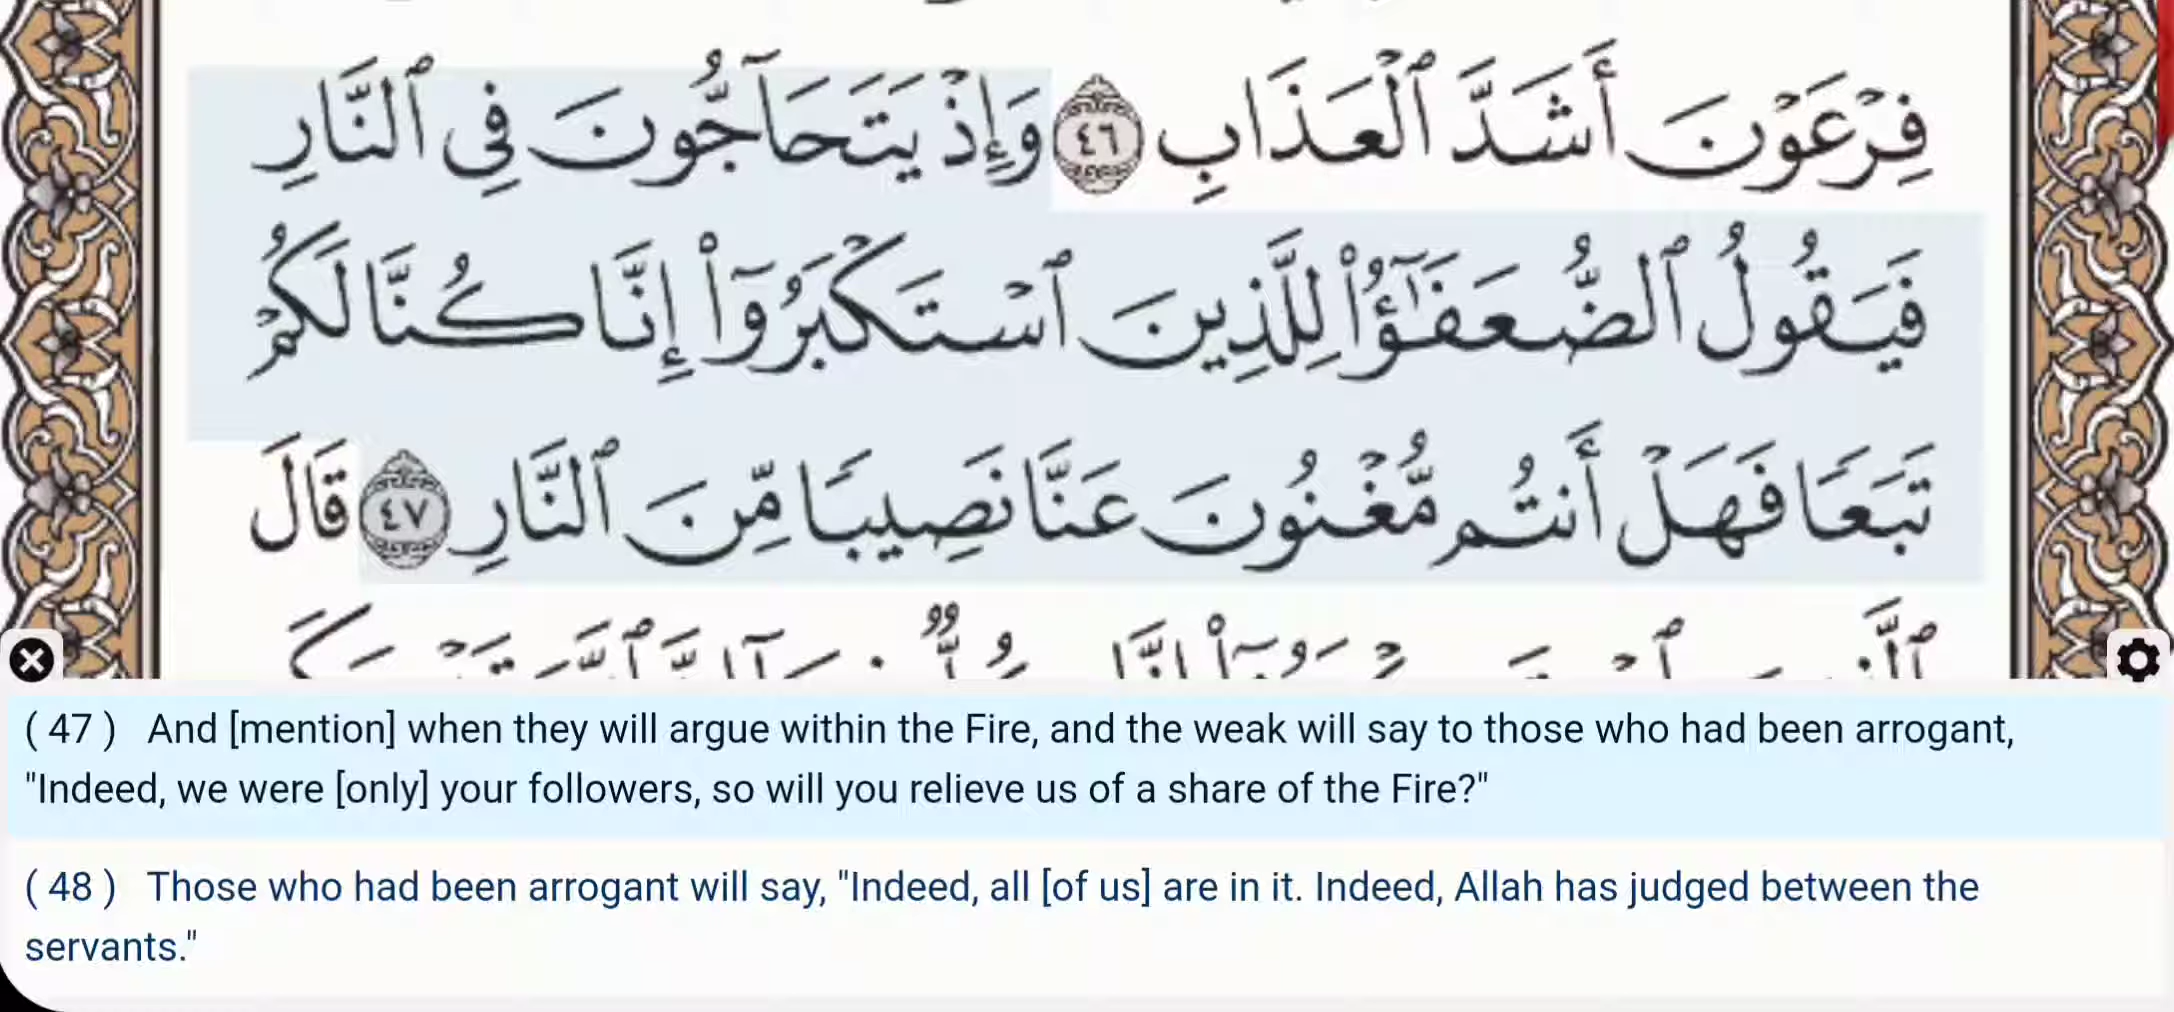 فِرْعَوْنَ أَشَدَّ ٱلْعَذَابِ ٤٦ وَإِذْ يَتَحَآجُّونَ فِى ٱلنَّارِ
فَيَقُولُ ٱلضُّعَفَـٰٓؤُا۟ لِلَّذِينَ ٱسْتَكْبَرُوٓا۟ إِنَّا كُنَّا لَكُمْ
تَبَعًا فَهَلْ أَنتُم مُّغْنُونَ عَنَّا نَصِيبًا مِّنَ ٱلنَّارِ ٤٧ قَالَ
( 47 ) And [mention] when they will argue within the Fire, and the weak will say to those who had been arrogant,
"Indeed, we were [only] your followers, so will you relieve us of a share of the Fire?"
( 48 ) Those who had been arrogant will say, "Indeed, all [of us] are in it. Indeed, Allah has judged between the
servants."